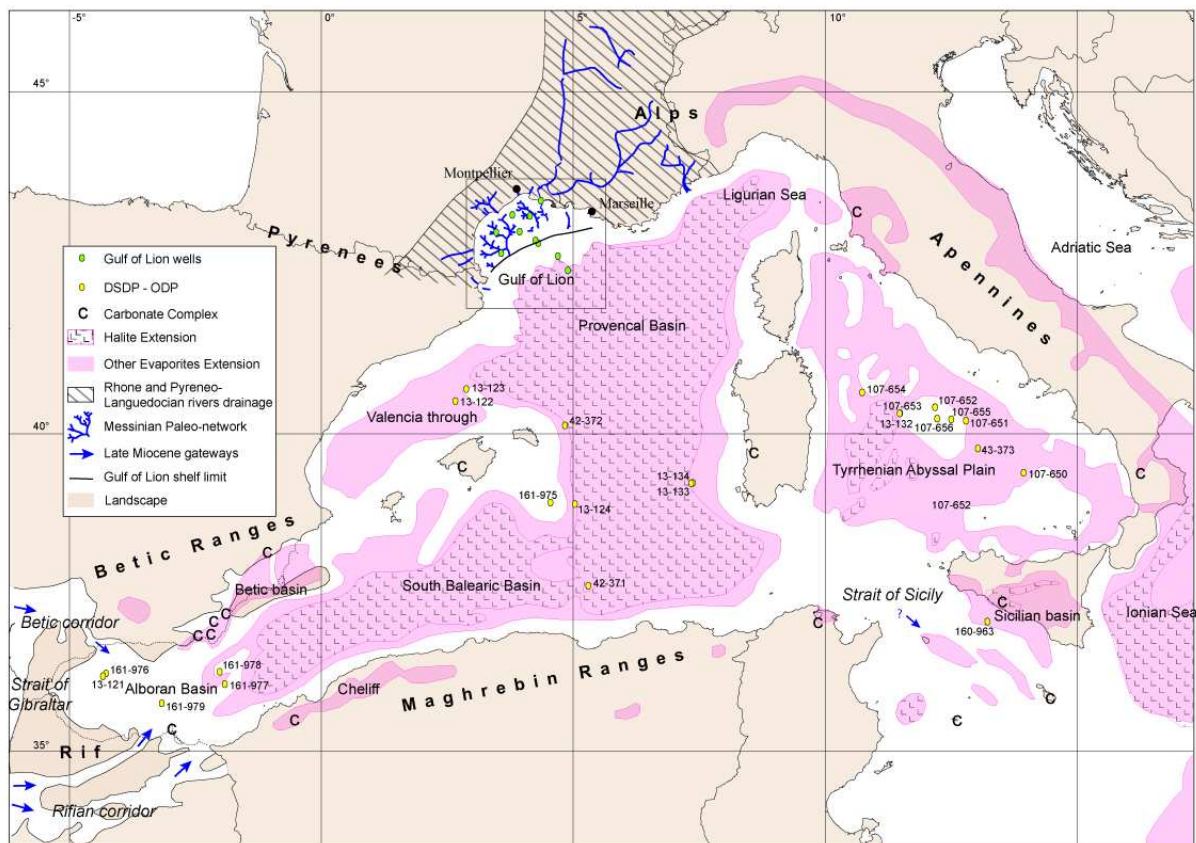 -5°
0°
5°
10°
45°
Alps
Montpellier
Marseille
Ligurian Sea
C
Adriatic Sea
Pyrenees
Apennines
Gulf of Lion
Provencal Basin
Gulf of Lion wells
DSDP - ODP
C Carbonate Complex
Halite Extension
Other Evaporites Extension
Rhone and Pyreneo-
Languedocian rivers drainage
Messinian Paleo-network
Late Miocene gateways
Gulf of Lion shelf limit
Landscape
13-123
13-122
Valencia through
42-372
40°
107-654
107-652
107-653
107-655
13-132
107-651
107-656
43-373
C
C
Tyrrhenian Abyssal Plain
107-650
C
13-134
13-133
161-975
13-124
107-652
Betic Ranges
C
Betic basin
South Balearic Basin
42-371
Strait of Sicily
?
C
Sicilian basin
Ionian Sea
160-963
Betic corridor
C
C
CC
C
161-976
13-121
161-978
161-977
Strait of
Gibraltar
Alboran Basin
161-979
Cheliff
Maghrebin Ranges
C
C
C
C
Rif
35°
Rifian corridor